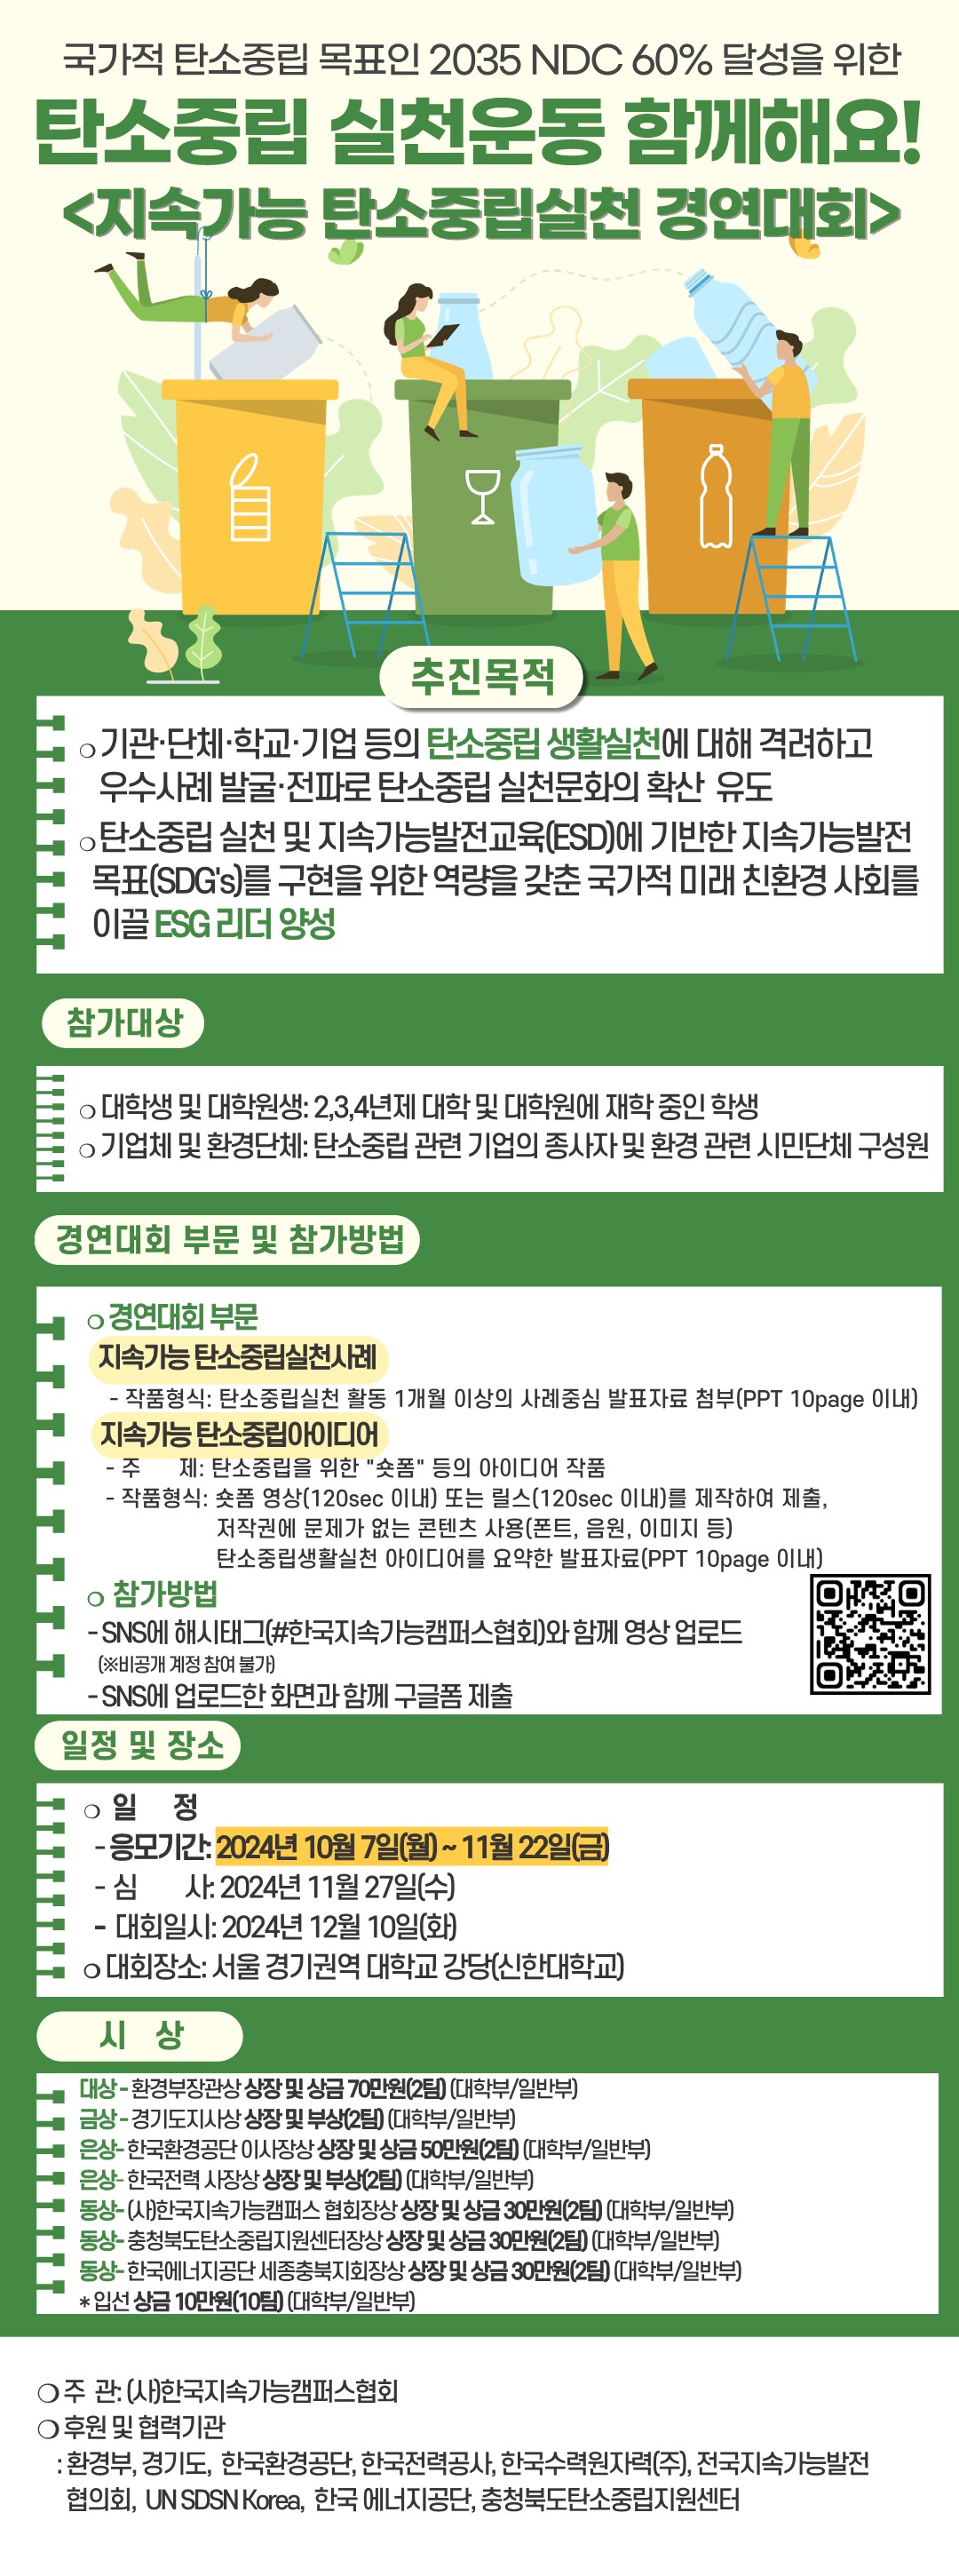 국가적 탄소중립 목표인 2035 NDC 60% 달성을 위한
탄소중립 실천운동 함께해요!
<지속가능 탄소중립실천 경연대회>
추진목적
❍ 기관·단체·학교·기업 등의 탄소중립 생활실천에 대해 격려하고
우수사례 발굴·전파로 탄소중립 실천문화의 확산 유도
❍ 탄소중립 실천 및 지속가능발전교육(ESD)에 기반한 지속가능발전
목표(SDG's)를 구현을 위한 역량을 갖춘 국가적 미래 친환경 사회를
이끌 ESG 리더 양성
참가대상
❍ 대학생 및 대학원생: 2,3,4년제 대학 및 대학원에 재학 중인 학생
❍ 기업체 및 환경단체: 탄소중립 관련 기업의 종사자 및 환경 관련 시민단체 구성원
경연대회 부문 및 참가방법
❍ 경연대회 부문
지속가능 탄소중립실천사례
- 작품형식: 탄소중립실천 활동 1개월 이상의 사례중심 발표자료 첨부(PPT 10page 이내)
지속가능 탄소중립아이디어
- 주 제: 탄소중립을 위한 "숏폼" 등의 아이디어 작품
- 작품형식: 숏폼 영상(120sec 이내) 또는 릴스(120sec 이내)를 제작하여 제출,
저작권에 문제가 없는 콘텐츠 사용(폰트, 음원, 이미지 등)
탄소중립생활실천 아이디어를 요약한 발표자료(PPT 10page 이내)
❍ 참가방법
- SNS에 해시태그(#한국지속가능캠퍼스협회)와 함께 영상 업로드
(※비공개 계정 참여 불가)
- SNS에 업로드한 화면과 함께 구글폼 제출
일정 및 장소
❍ 일 정
- 응모기간: 2024년 10월 7일(월) ~ 11월 22일(금)
- 심 사: 2024년 11월 27일(수)
- 대회일시: 2024년 12월 10일(화)
❍ 대회장소: 서울 경기권역 대학교 강당(신한대학교)
시 상
대상 - 환경부장관상 상장 및 상금 70만원(2팀) (대학부/일반부)
금상 - 경기도지사상 상장 및 부상(2팀) (대학부/일반부)
은상- 한국환경공단 이사장상 상장 및 상금 50만원(2팀) (대학부/일반부)
은상- 한국전력 사장상 상장 및 부상(2팀) (대학부/일반부)
동상- (사)한국지속가능캠퍼스 협회장상 상장 및 상금 30만원(2팀) (대학부/일반부)
동상- 충청북도탄소중립지원센터장상 상장 및 상금 30만원(2팀) (대학부/일반부)
동상- 한국에너지공단 세종충북지회장상 상장 및 상금 30만원(2팀) (대학부/일반부)
* 입선 상금 10만원(10팀) (대학부/일반부)
❍ 주 관: (사)한국지속가능캠퍼스협회
❍ 후원 및 협력기관
: 환경부, 경기도, 한국환경공단, 한국전력공사, 한국수력원자력(주), 전국지속가능발전
협의회, UN SDSN Korea, 한국 에너지공단, 충청북도탄소중립지원센터